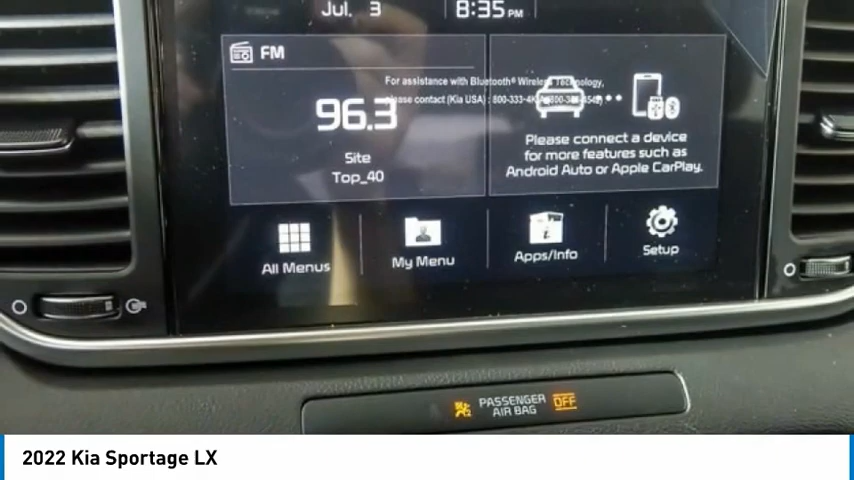 Jul. 3 8:35 PM
FM
For assistance with Bluetooth® Wireless Technology,
please contact (Kia USA) : 800-333-4
96.3
Site
Top_40
Please connect a device
for more features such as
Android Auto or Apple CarPlay.
All Menus
My Menu
Apps/Info
Setup
PASSENGER
AIR BAG
OFF
2022 Kia Sportage LX